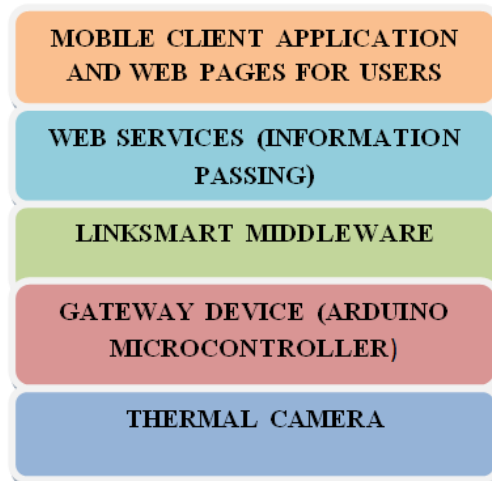 MOBILE CLIENT APPLICATION
AND WEB PAGES FOR USERS
WEB SERVICES (INFORMATION
PASSING)
LINKSMART MIDDLEWARE
GATEWAY DEVICE (ARDUINO
MICROCONTROLLER)
THERMAL CAMERA